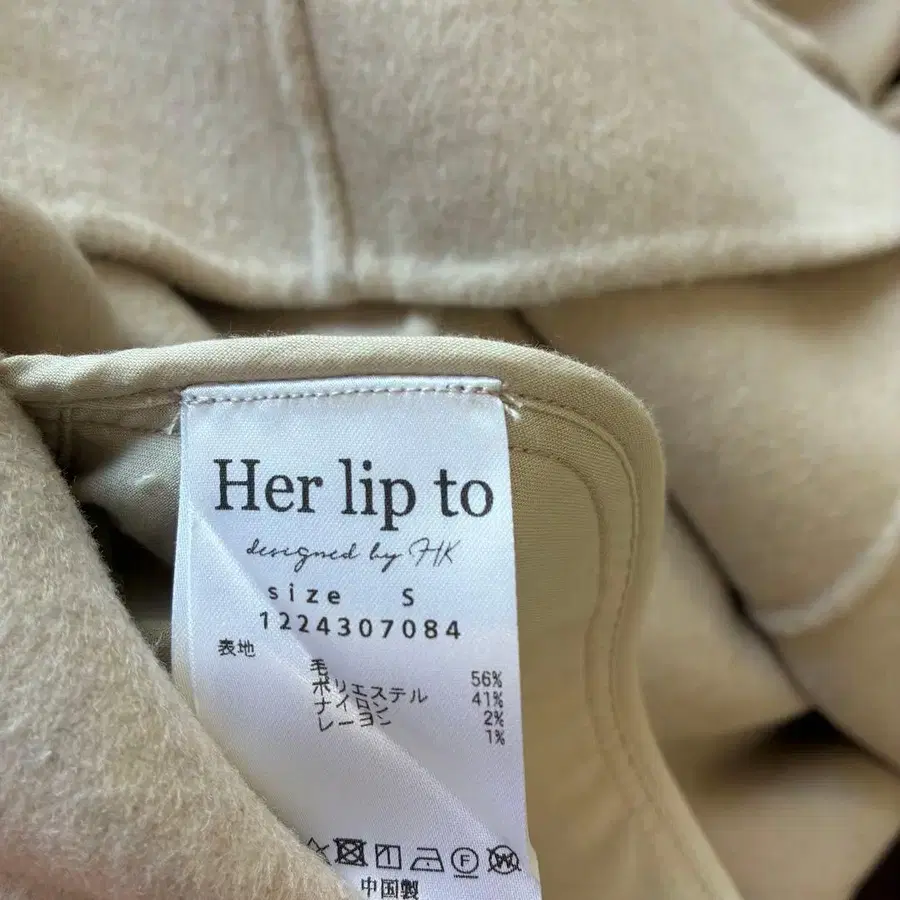 Her lip to
designed by HK
size S
1224307084
表地
毛 56%
ポリエステル 41%
ナイロン 2%
レーヨン 1%
F W
中国製